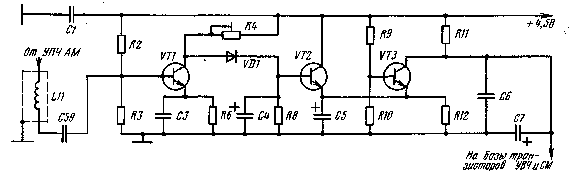 C1
R2
R4
R9
R11
+4,5В
От УПЧ АМ
VT1
VD1
VT2
VT3
L11
C59
R3
C3
R6
C4
R8
C5
R10
R12
C6
C7
На базы тран-
зисторов УВЧ и СМ